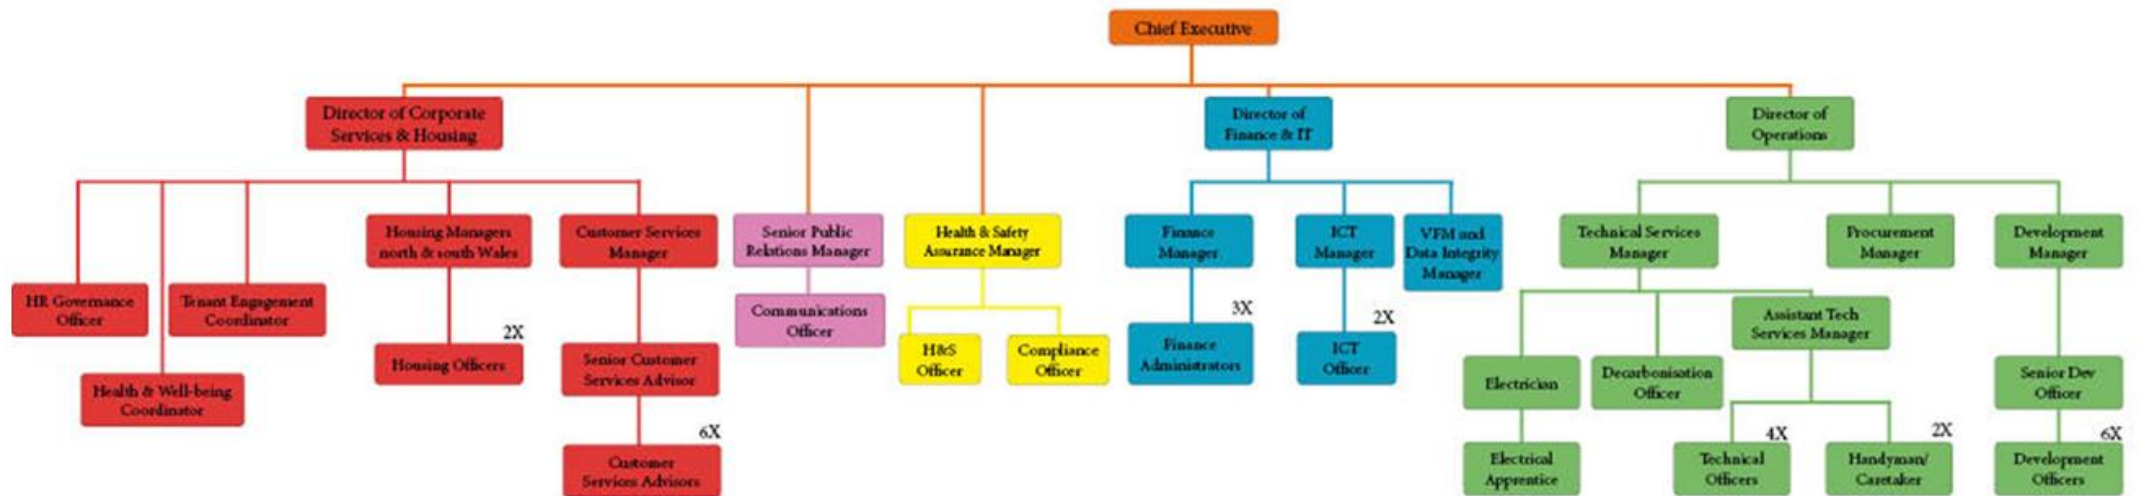 Chief Executive
Director of Corporate
Services & Housing
Director of
Finance & IT
Director of
Operations
Housing Managers
north & south Wales
Customer Services
Manager
Senior Public
Relations Manager
Health & Safety
Assurance Manager
Finance
Manager
ICT
Manager
VFM and
Data Integrity
Manager
Technical Services
Manager
Procurement
Manager
Development
Manager
HR Governance
Officer
Tenant Engagement
Coordinator
Communications
Officer
Assistant Tech
Services Manager
2X
Housing Officers
Senior Customer
Services Advisor
H&S
Officer
Compliance
Officer
3X
Finance
Administrators
2X
ICT
Officer
Electrician
Decarbonisation
Officer
Senior Dev
Officer
Health & Well-being
Coordinator
6X
Customer
Services Advisors
Electrical
Apprentice
4X
Technical
Officers
2X
Handyman/
Caretaker
6X
Development
Officers